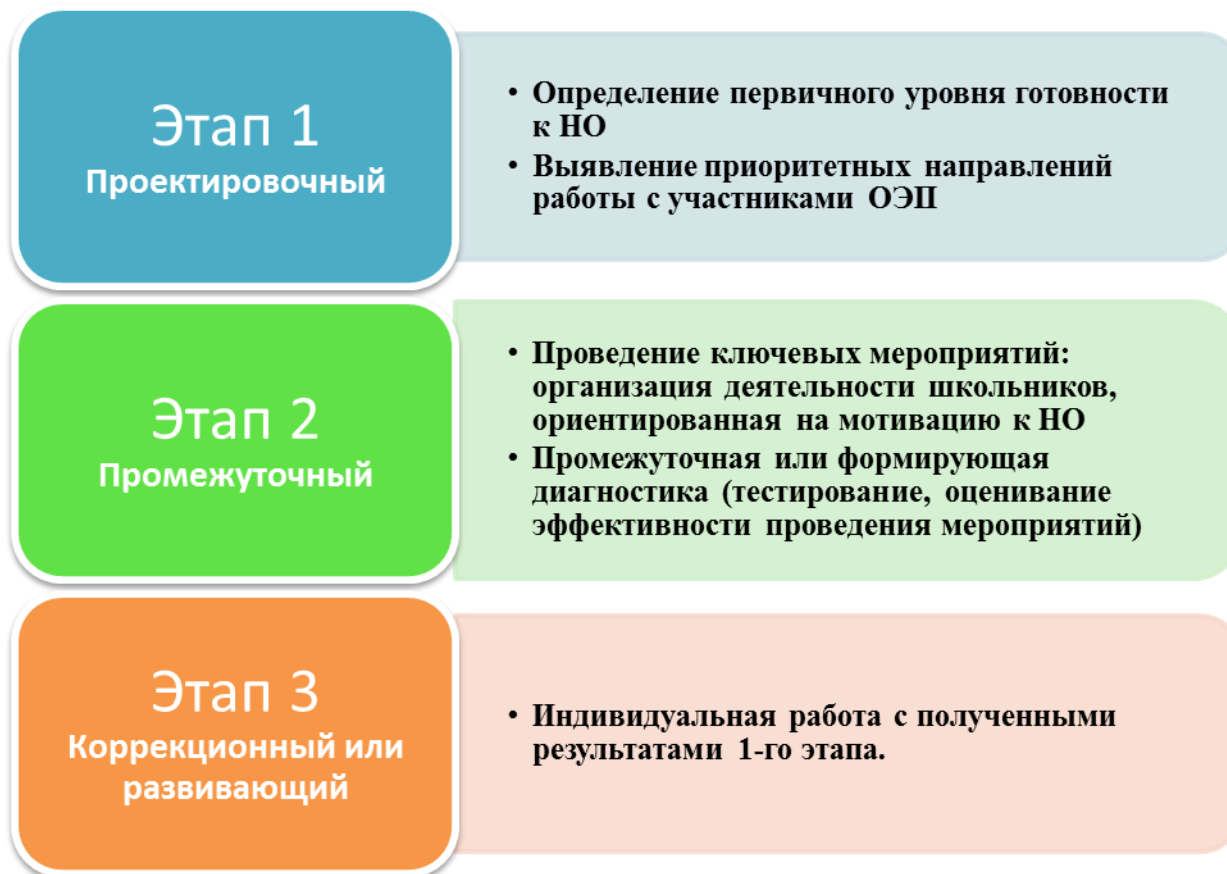 Этап 1
Проектировочный
• Определение первичного уровня готовности
к НО
• Выявление приоритетных направлений
работы с участниками ОЭП
Этап 2
Промежуточный
• Проведение ключевых мероприятий:
организация деятельности школьников,
ориентированная на мотивацию к НО
• Промежуточная или формирующая
диагностика (тестирование, оценивание
эффективности проведения мероприятий)
Этап 3
Коррекционный или
развивающий
• Индивидуальная работа с полученными
результатами 1-го этапа.